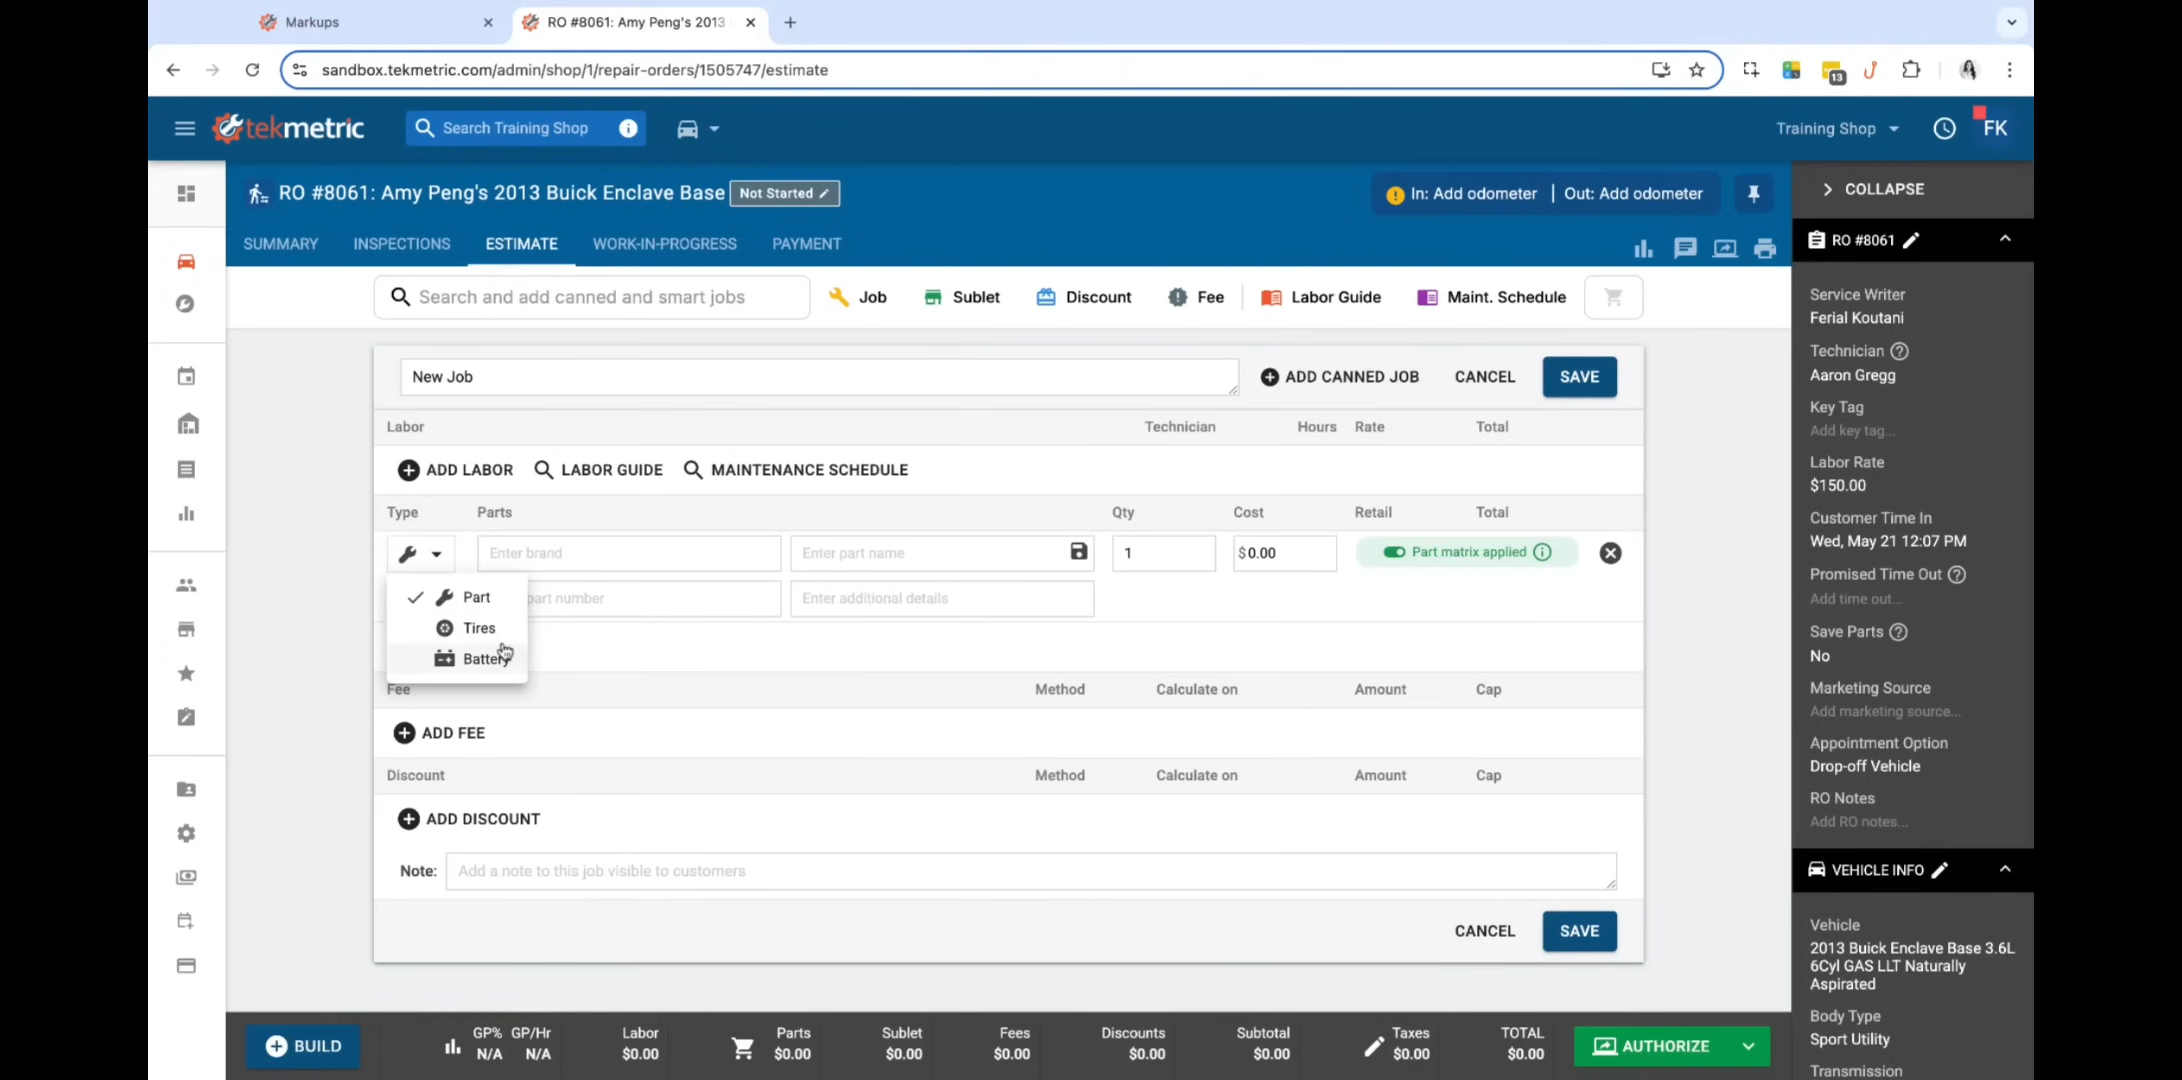 Markups
RO #8061: Amy Peng's 2013
sandbox.tekmetric.com/admin/shop/1/repair-orders/1505747/estimate
13
tekmetric
Search Training Shop
Training Shop
FK
RO #8061: Amy Peng's 2013 Buick Enclave Base
Not Started
In: Add odometer | Out: Add odometer
SUMMARY INSPECTIONS ESTIMATE WORK-IN-PROGRESS PAYMENT
Search and add canned and smart jobs
Job Sublet Discount Fee Labor Guide Maint. Schedule
New Job
ADD CANNED JOB CANCEL SAVE
Labor Technician Hours Rate Total
ADD LABOR LABOR GUIDE MAINTENANCE SCHEDULE
Type Parts Qty Cost Retail Total
Enter brand Enter part name 1 $0.00 Part matrix applied
part number Enter additional details
Part
Tires
Battery
Fee Method Calculate on Amount Cap
ADD FEE
Discount Method Calculate on Amount Cap
ADD DISCOUNT
Note: Add a note to this job visible to customers
CANCEL SAVE
BUILD
GP% GP/Hr Labor Parts Sublet Fees Discounts Subtotal Taxes TOTAL
N/A N/A $0.00 $0.00 $0.00 $0.00 $0.00 $0.00 $0.00 $0.00
AUTHORIZE
COLLAPSE
RO #8061
Service Writer
Ferial Koutani
Technician
Aaron Gregg
Key Tag
Add key tag...
Labor Rate
$150.00
Customer Time In
Wed, May 21 12:07 PM
Promised Time Out
Add time out...
Save Parts
No
Marketing Source
Add marketing source...
Appointment Option
Drop-off Vehicle
RO Notes
Add RO notes...
VEHICLE INFO
Vehicle
2013 Buick Enclave Base 3.6L
6Cyl GAS LLT Naturally
Aspirated
Body Type
Sport Utility
Transmission